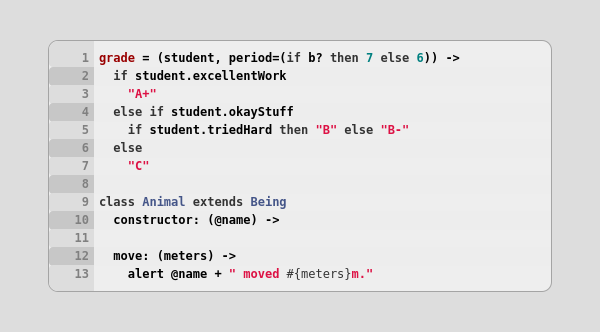 1 grade = (student, period=(if b? then 7 else 6)) ->
2   if student.excellentWork
3     "A+"
4   else if student.okayStuff
5     if student.triedHard then "B" else "B-"
6   else
7     "C"
8
9 class Animal extends Being
10   constructor: (@name) ->
11
12   move: (meters) ->
13     alert @name + " moved #{meters}m."